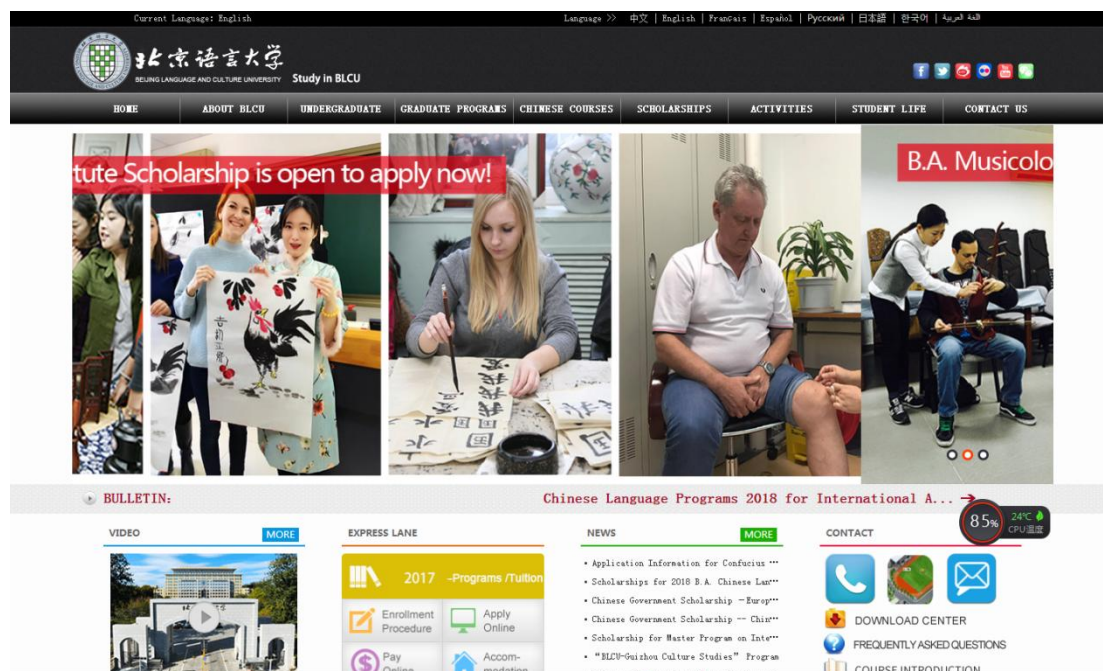 Current Language: English
Language >> 中文 | English | Français | Español | Русский | 日本語 | 한국어 | اللغة العربية
北京语言大学
BEIJING LANGUAGE AND CULTURE UNIVERSITY
Study in BLCU
HOME ABOUT BLCU UNDERGRADUATE GRADUATE PROGRAMS CHINESE COURSES SCHOLARSHIPS ACTIVITIES STUDENT LIFE CONTACT US
tute Scholarship is open to apply now!
B.A. Musicolo
BULLETIN:
Chinese Language Programs 2018 for International A...
85%
24℃
CPU温度
VIDEO MORE
EXPRESS LANE
2017 -Programs /Tuition
Enrollment Procedure
Apply Online
Pay Online
Accom-
modation
NEWS MORE
• Application Information for Confucius ...
• Scholarships for 2018 B.A. Chinese Lan...
• Chinese Government Scholarship －Europ...
• Chinese Government Scholarship -- Chin...
• Scholarship for Master Program on Inte...
• “BLCU-Guizhou Culture Studies” Program
CONTACT
DOWNLOAD CENTER
FREQUENTLY ASKED QUESTIONS
COURSE INTRODUCTION